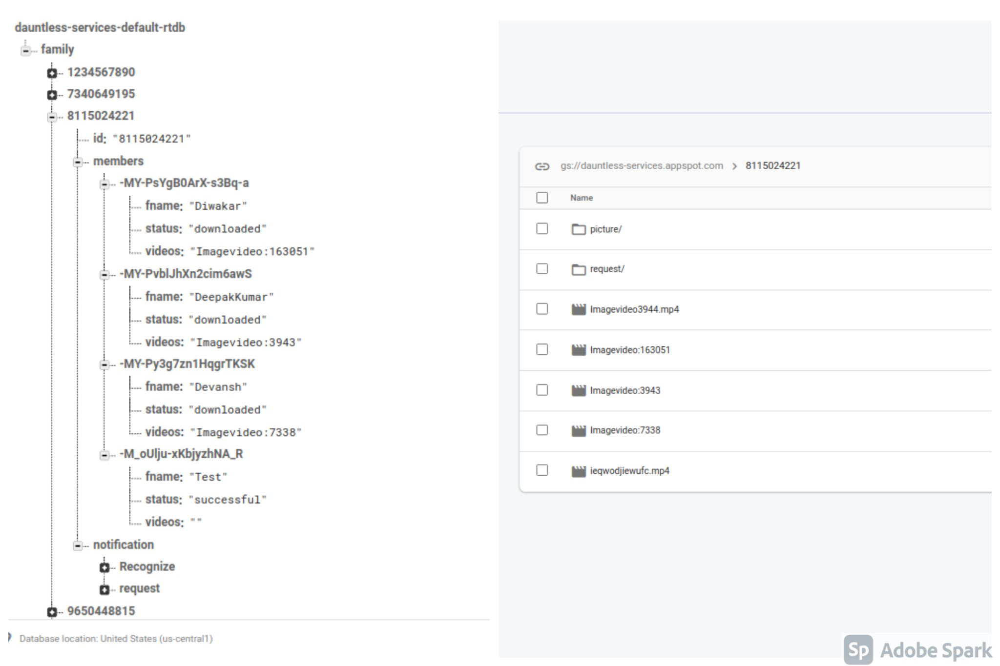 dauntless-services-default-rtdb
family
1234567890
7340649195
8115024221
id: "8115024221"
members
-MY-PsYgB0ArX-s3Bq-a
fname: "Diwakar"
status: "downloaded"
videos: "Imagevideo:163051"
-MY-PvblJhXn2cim6awS
fname: "DeepakKumar"
status: "downloaded"
videos: "Imagevideo:3943"
-MY-Py3g7zn1HqgrTKSK
fname: "Devansh"
status: "downloaded"
videos: "Imagevideo:7338"
-M_oUlju-xKbjyzhNA_R
fname: "Test"
status: "successful"
videos: ""
notification
Recognize
request
9650448815
Database location: United States (us-central1)
gs://dauntless-services.appspot.com > 8115024221
Name
picture/
request/
Imagevideo3944.mp4
Imagevideo:163051
Imagevideo:3943
Imagevideo:7338
ieqwodjiewufc.mp4
Sp Adobe Spark